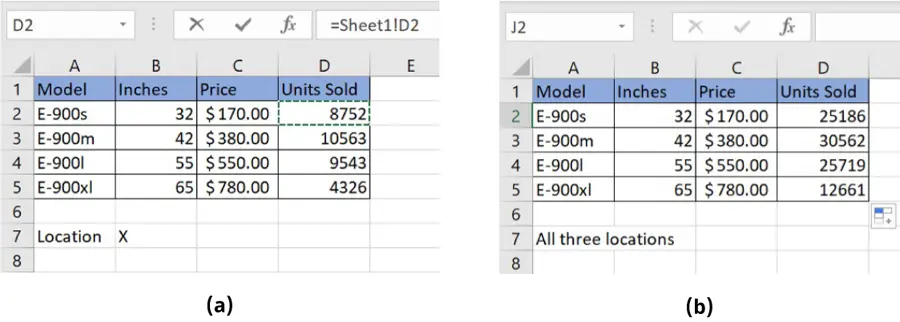 D2 fx =Sheet1!D2
A B C D E
1 Model Inches Price Units Sold
2 E-900s 32 $ 170.00 8752
3 E-900m 42 $ 380.00 10563
4 E-900l 55 $ 550.00 9543
5 E-900xl 65 $ 780.00 4326
6
7 Location X
8
(a)
J2 fx
A B C D
1 Model Inches Price Units Sold
2 E-900s 32 $ 170.00 25186
3 E-900m 42 $ 380.00 30562
4 E-900l 55 $ 550.00 25719
5 E-900xl 65 $ 780.00 12661
6
7 All three locations
8
(b)